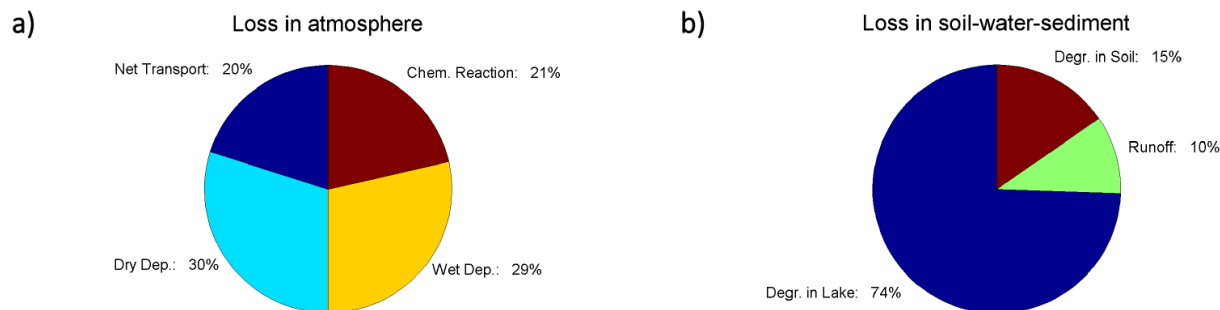 a)
Loss in atmosphere
Net Transport: 20%
Chem. Reaction: 21%
Dry Dep.: 30%
Wet Dep.: 29%
b)
Loss in soil-water-sediment
Degr. in Soil: 15%
Runoff: 10%
Degr. in Lake: 74%